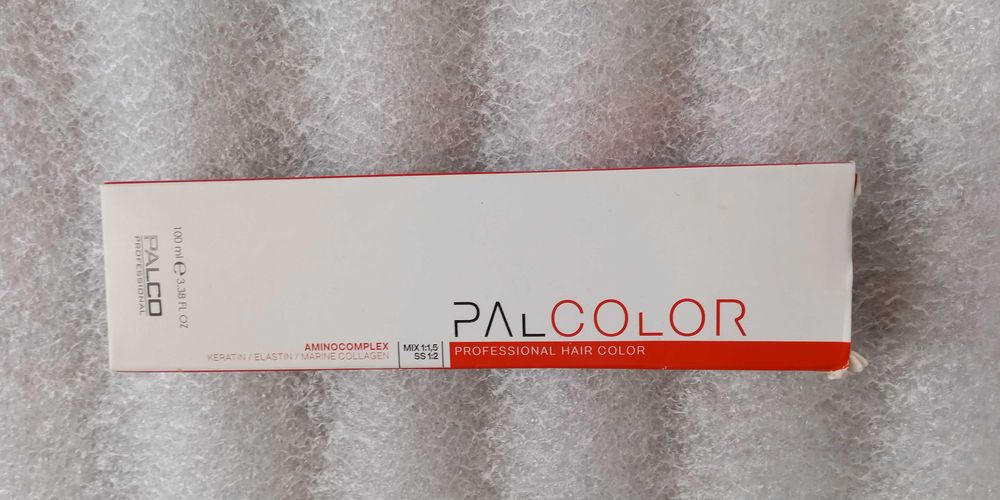 PALCOLOR
PROFESSIONAL HAIR COLOR
MIX 1:1,5
SS 1:2
AMINOCOMPLEX
KERATIN / ELASTIN / MARINE COLLAGEN
100 ml ℮ 3.38 FL OZ
PALCO
PROFESSIONAL